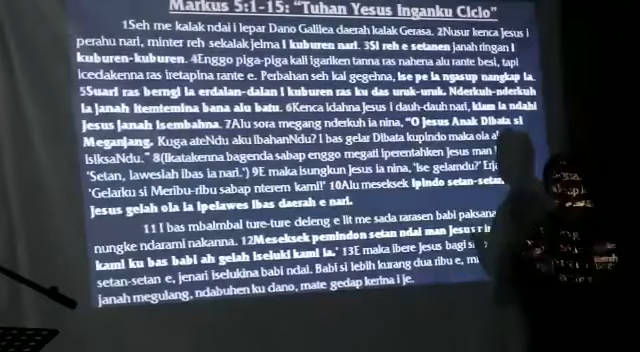 Markus 5:1-15: “Tuhan Yesus Inganku Cicio”
1Seh me kalak ndai i lepar Dano Galilea daerah kalak Gerasa. 2Nusur kenca Jesus i
perahu nari, minter reh sekalak jelma i kuburen nari. 3Si reh e setanen janah ringan i
kuburen-kuburen. 4Enggo piga-piga kali igariken tanna ras nahena alu rante besi, tapi
icedakenna ras iretapina rante e. Perbahan seh kal gegehna, ise pe la ngasup nangkap ia.
5Suari ras berngi ia erdalan-dalan i kuburen ras ku das uruk-uruk. Nderkuh-nderkuh
ia janah itemtemina bana alu batu. 6Kenca idahna Jesus i dauh-dauh nari, kiam ia ndahi
Jesus janah isembahna. 7Alu sora megang nderkuh ia nina, “O Jesus Anak Dibata si
Meganjang. Kuga ateNdu aku ibahanNdu? I bas gelar Dibata kupindo maka ola
isiksaNdu.” 8(Ikatakenna bagenda sabap enggo megati iperentahken Jesus man
‘Setan, lawesiah ibas ia nari.’) 9E maka isungkun Jesus ia nina, ‘Ise gelarndu?’
‘Gelarku si Meribu-ribu sabap nterem kami!’ 10Alu meseksek ipindo setan-setan
Jesus gelah ola ia ipelawes ibas daerah e nari.
11I bas mbalmbal ture-ture deleng e lit me sada rarasen babi
nungke ndarami nakanna. 12Meseksek pemindon setan ndai man Jesus
kami ku bas babi ah gelah iseluki kami ia.’ 13E maka ibere Jesus bagi
setan-setan e, jenari iselukina babi ndai. Babi si lebih kurang dua ribu e,
janah megulang, ndabuhen ku dano, mate gedap kerina i je.